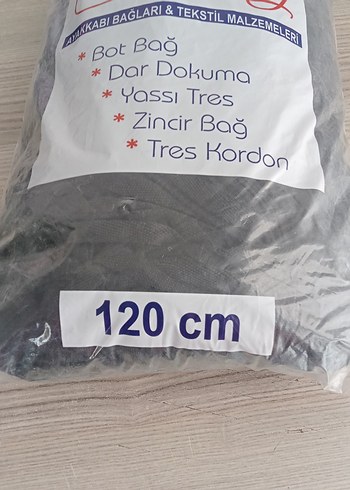 AYAKKABI BAĞLARI & TEKSTİL MALZEMELERİ
* Bot Bağ
* Dar Dokuma
* Yassı Tres
* Zincir Bağ
* Tres Kordon
120 cm